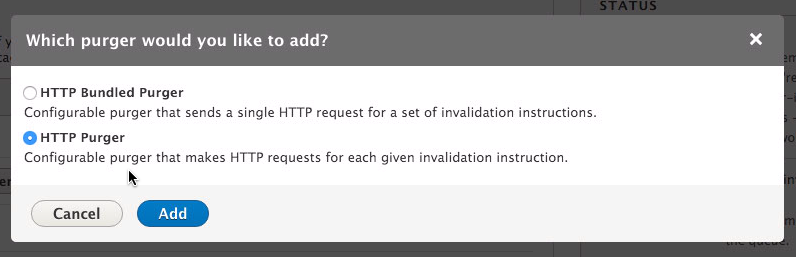 STATUS
Which purger would you like to add?
HTTP Bundled Purger
Configurable purger that sends a single HTTP request for a set of invalidation instructions.
HTTP Purger
Configurable purger that makes HTTP requests for each given invalidation instruction.
Cancel
Add
the queue.